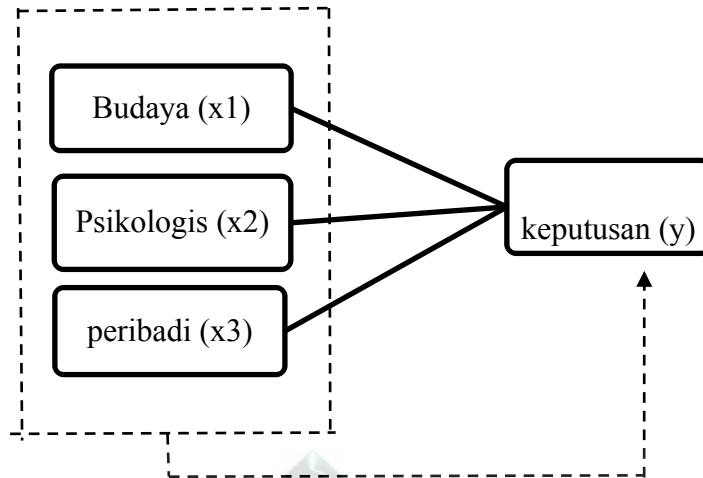 Budaya (x1)
Psikologis (x2)
keputusan (y)
peribadi (x3)